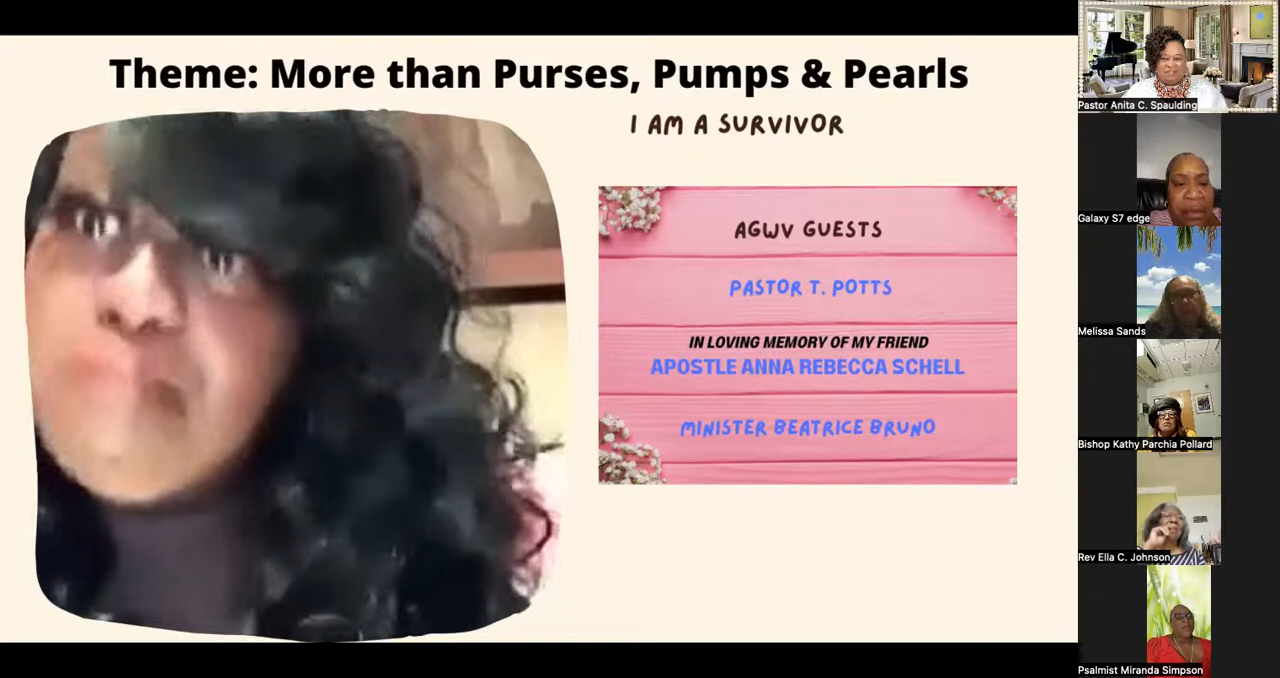 Theme: More than Purses, Pumps & Pearls
I AM A SURVIVOR
AGWV GUESTS
PASTOR T. POTTS
IN LOVING MEMORY OF MY FRIEND
APOSTLE ANNA REBECCA SCHELL
MINISTER BEATRICE BRUNO
Pastor Anita C. Spaulding
Galaxy S7 edge
Melissa Sands
Bishop Kathy Parchia Pollard
Rev Ella C. Johnson
Psalmist Miranda Simpson